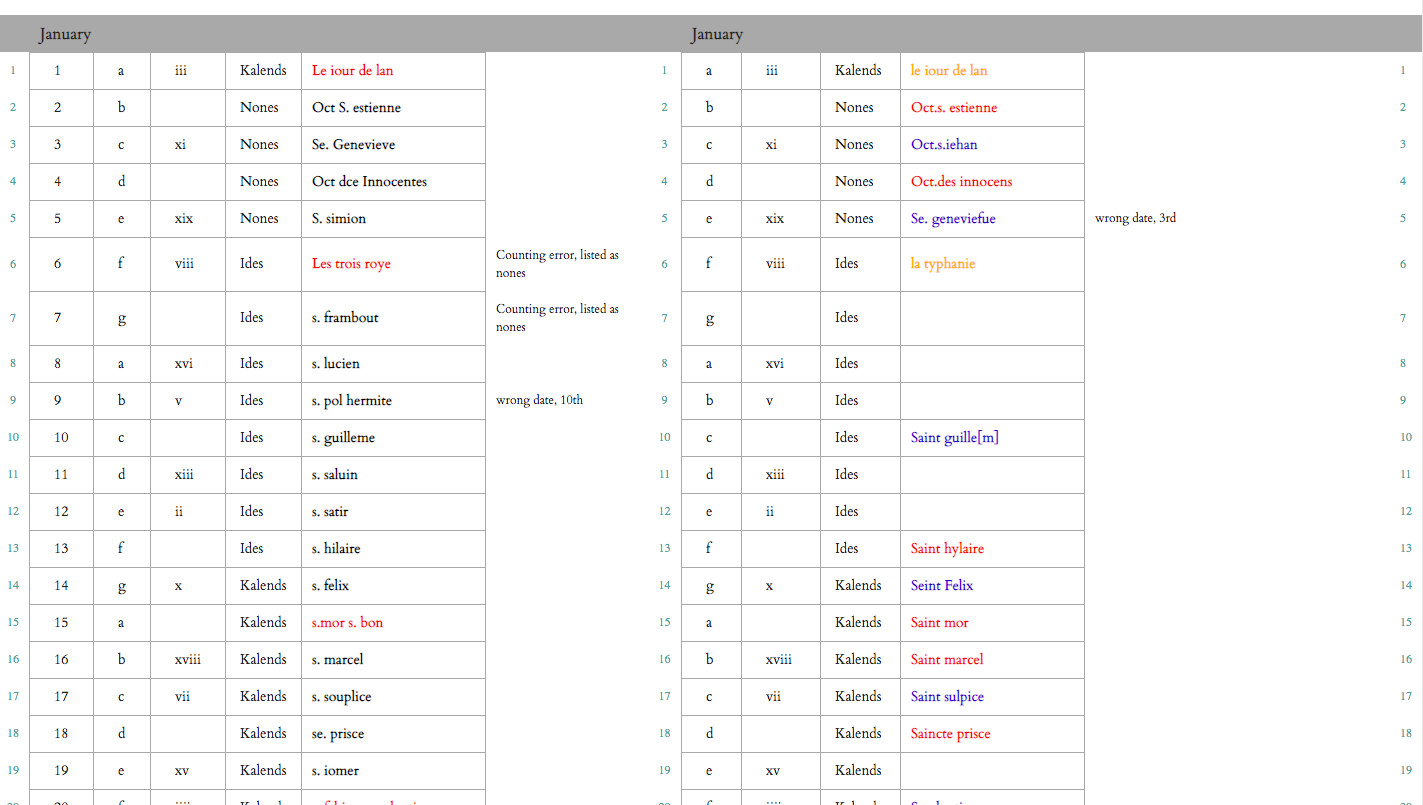 January January
1 1 a iii Kalends Le iour de lan 1 a iii Kalends le iour de lan 1
2 2 b Nones Oct S. estienne 2 b Nones Oct.s. estienne 2
3 3 c xi Nones Se. Genevieve 3 c xi Nones Oct.s.iehan 3
4 4 d Nones Oct dce Innocentes 4 d Nones Oct.des innocens 4
5 5 e xix Nones S. simion 5 e xix Nones Se. geneviefue wrong date, 3rd 5
6 6 f viii Ides Les trois roye Counting error, listed as nones 6 f viii Ides la typhanie 6
7 7 g Ides s. frambout Counting error, listed as nones 7 g Ides 7
8 8 a xvi Ides s. lucien 8 a xvi Ides 8
9 9 b v Ides s. pol hermite wrong date, 10th 9 b v Ides 9
10 10 c Ides s. guilleme 10 c Ides Saint guille[m] 10
11 11 d xiii Ides s. saluin 11 d xiii Ides 11
12 12 e ii Ides s. satir 12 e ii Ides 12
13 13 f Ides s. hilaire 13 f Ides Saint hylaire 13
14 14 g x Kalends s. felix 14 g x Kalends Seint Felix 14
15 15 a Kalends s.mor s. bon 15 a Kalends Saint mor 15
16 16 b xviii Kalends s. marcel 16 b xviii Kalends Saint marcel 16
17 17 c vii Kalends s. souplice 17 c vii Kalends Saint sulpice 17
18 18 d Kalends se. prisce 18 d Kalends Saincte prisce 18
19 19 e xv Kalends s. iomer 19 e xv Kalends 19